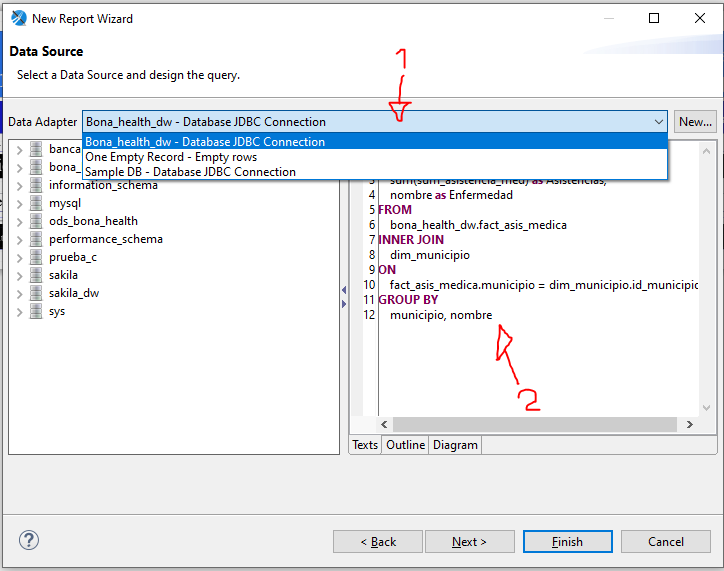 New Report Wizard
Data Source
Select a Data Source and design the query.
1
Data Adapter Bona_health_dw - Database JDBC Connection New...
Bona_health_dw - Database JDBC Connection
One Empty Record - Empty rows
Sample DB - Database JDBC Connection
banca
bona_
information_schema
mysql
ods_bona_health
performance_schema
prueba_c
sakila
sakila_dw
sys
3 sum(sum_asistencia_med) as Asistencias,
4 nombre as Enfermedad
5 FROM
6 bona_health_dw.fact_asis_medica
7 INNER JOIN
8 dim_municipio
9 ON
10 fact_asis_medica.municipio = dim_municipio.id_municipio
11 GROUP BY
12 municipio, nombre
2
Texts Outline Diagram
? < Back Next > Finish Cancel